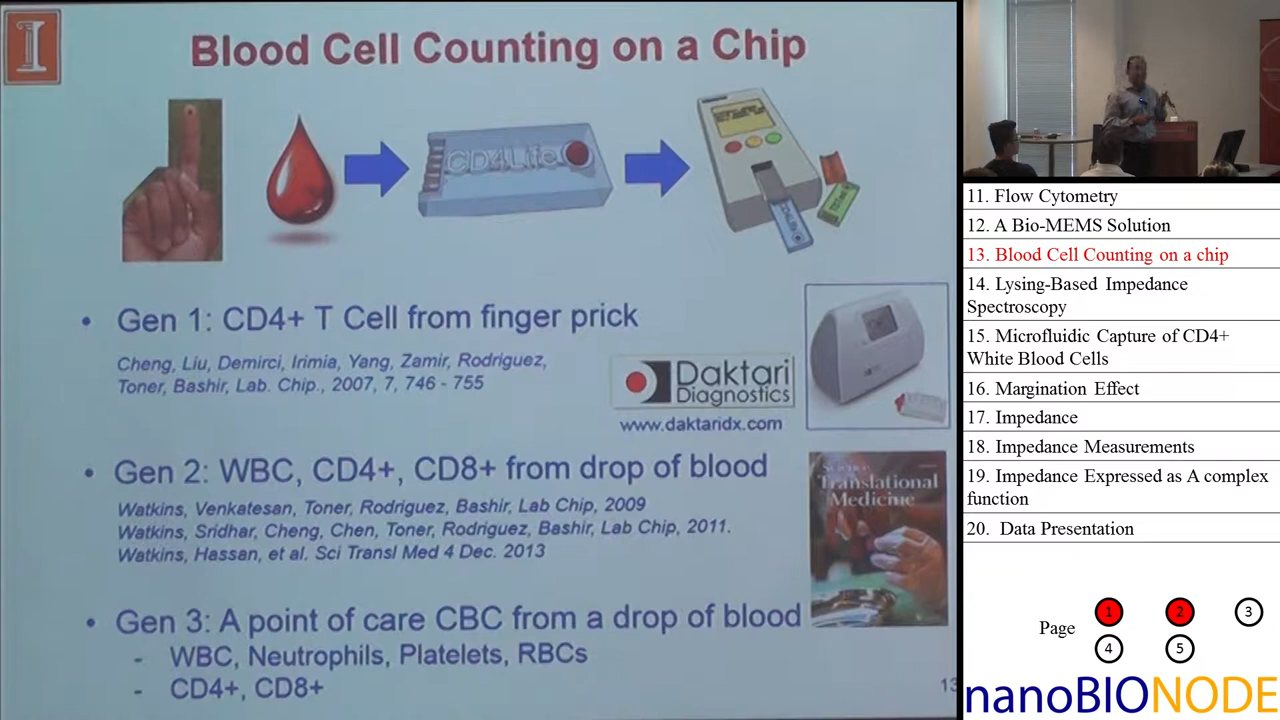 I
Blood Cell Counting on a Chip
CD4Life
• Gen 1: CD4+ T Cell from finger prick
Cheng, Liu, Demirci, Irimia, Yang, Zamir, Rodriguez,
Toner, Bashir, Lab. Chip., 2007, 7, 746 - 755
Daktari
Diagnostics
www.daktaridx.com
• Gen 2: WBC, CD4+, CD8+ from drop of blood
Watkins, Venkatesan, Toner, Rodriguez, Bashir, Lab Chip, 2009
Watkins, Sridhar, Cheng, Chen, Toner, Rodriguez, Bashir, Lab Chip, 2011.
Watkins, Hassan, et al. Sci Transl Med 4 Dec. 2013
Science
Translational
Medicine
• Gen 3: A point of care CBC from a drop of blood
- WBC, Neutrophils, Platelets, RBCs
- CD4+, CD8+
13
11. Flow Cytometry
12. A Bio-MEMS Solution
13. Blood Cell Counting on a chip
14. Lysing-Based Impedance
Spectroscopy
15. Microfluidic Capture of CD4+
White Blood Cells
16. Margination Effect
17. Impedance
18. Impedance Measurements
19. Impedance Expressed as A complex
function
20. Data Presentation
Page 1 2 3
4 5
nanoBIONODE